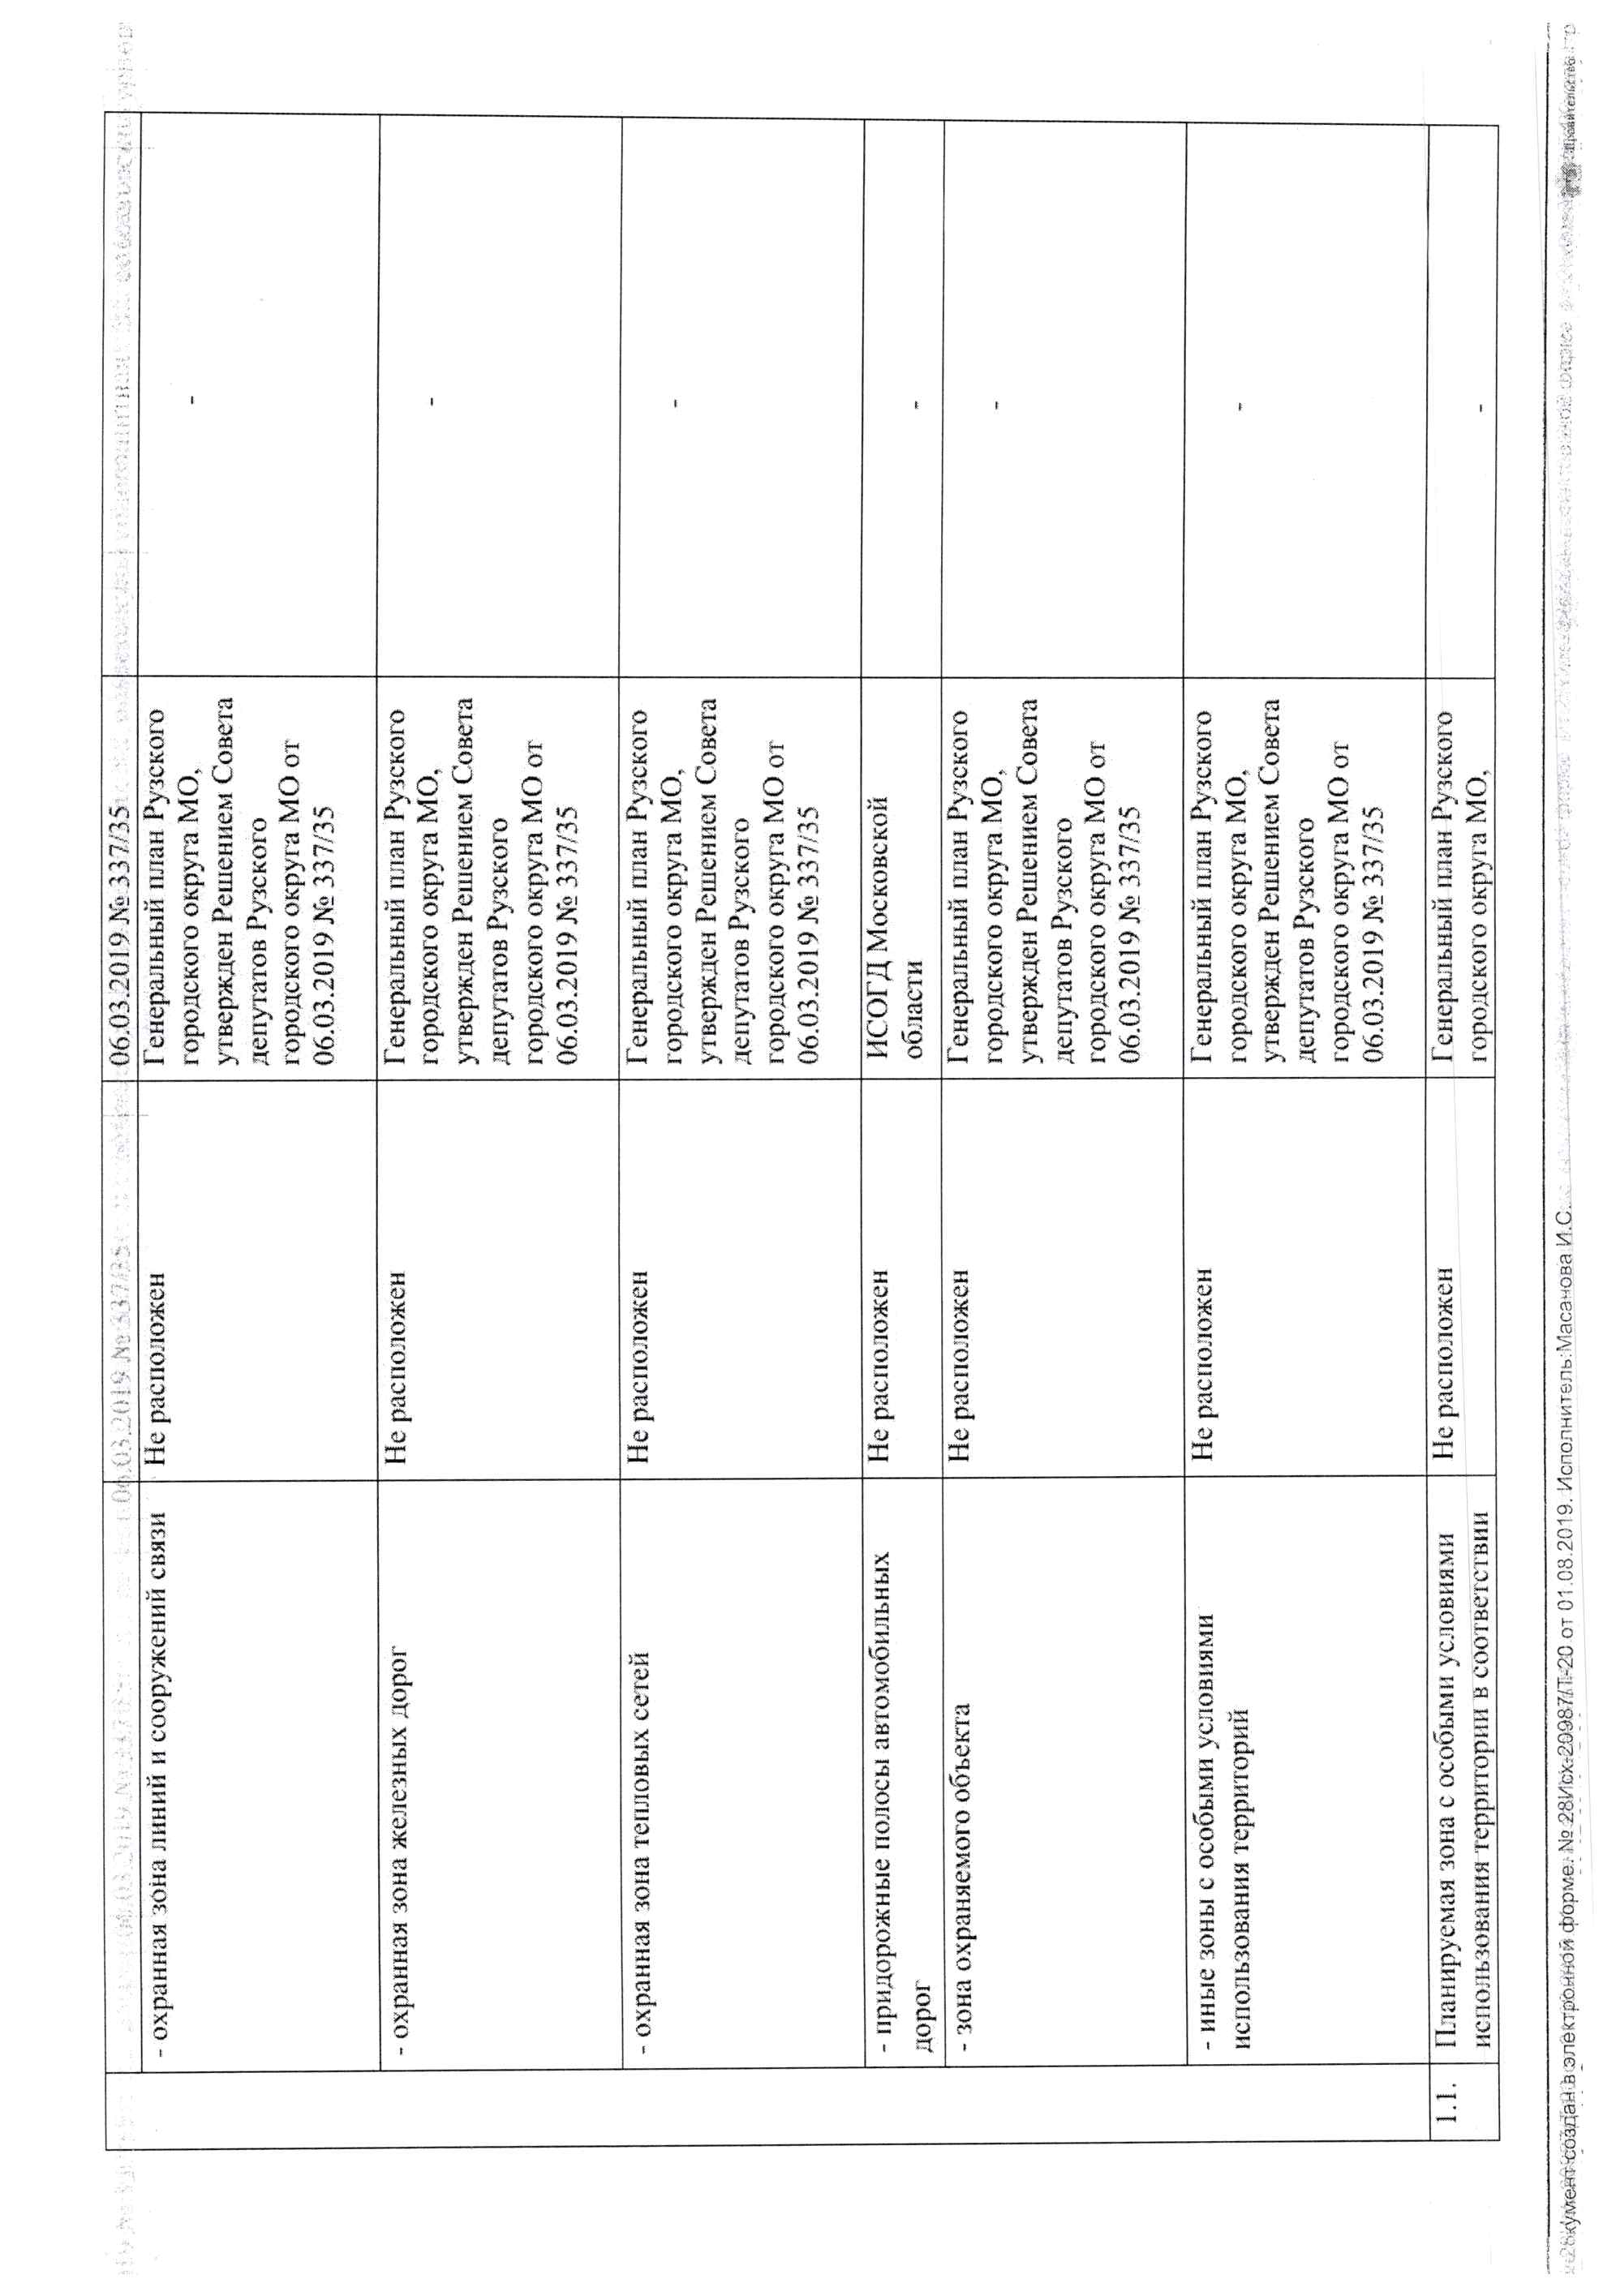 06.03.2019 № 337/35
- охранная зона линий и сооружений связи
Не расположен
Генеральный план Рузского
городского округа МО,
утвержден Решением Совета
депутатов Рузского
городского округа МО от
06.03.2019 № 337/35
-
- охранная зона железных дорог
Не расположен
Генеральный план Рузского
городского округа МО,
утвержден Решением Совета
депутатов Рузского
городского округа МО от
06.03.2019 № 337/35
-
- охранная зона тепловых сетей
Не расположен
Генеральный план Рузского
городского округа МО,
утвержден Решением Совета
депутатов Рузского
городского округа МО от
06.03.2019 № 337/35
-
- придорожные полосы автомобильных
дорог
Не расположен
ИСОГД Московской
области
-
- зона охраняемого объекта
Не расположен
Генеральный план Рузского
городского округа МО,
утвержден Решением Совета
депутатов Рузского
городского округа МО от
06.03.2019 № 337/35
-
- иные зоны с особыми условиями
использования территорий
Не расположен
Генеральный план Рузского
городского округа МО,
утвержден Решением Совета
депутатов Рузского
городского округа МО от
06.03.2019 № 337/35
-
1.1.
Планируемая зона с особыми условиями
использования территории в соответствии
Не расположен
Генеральный план Рузского
городского округа МО,
-
создан в электронной форме. № 28Исх-20987/Т-20 от 01.08.2019. Исполнитель:Масанова И.С.